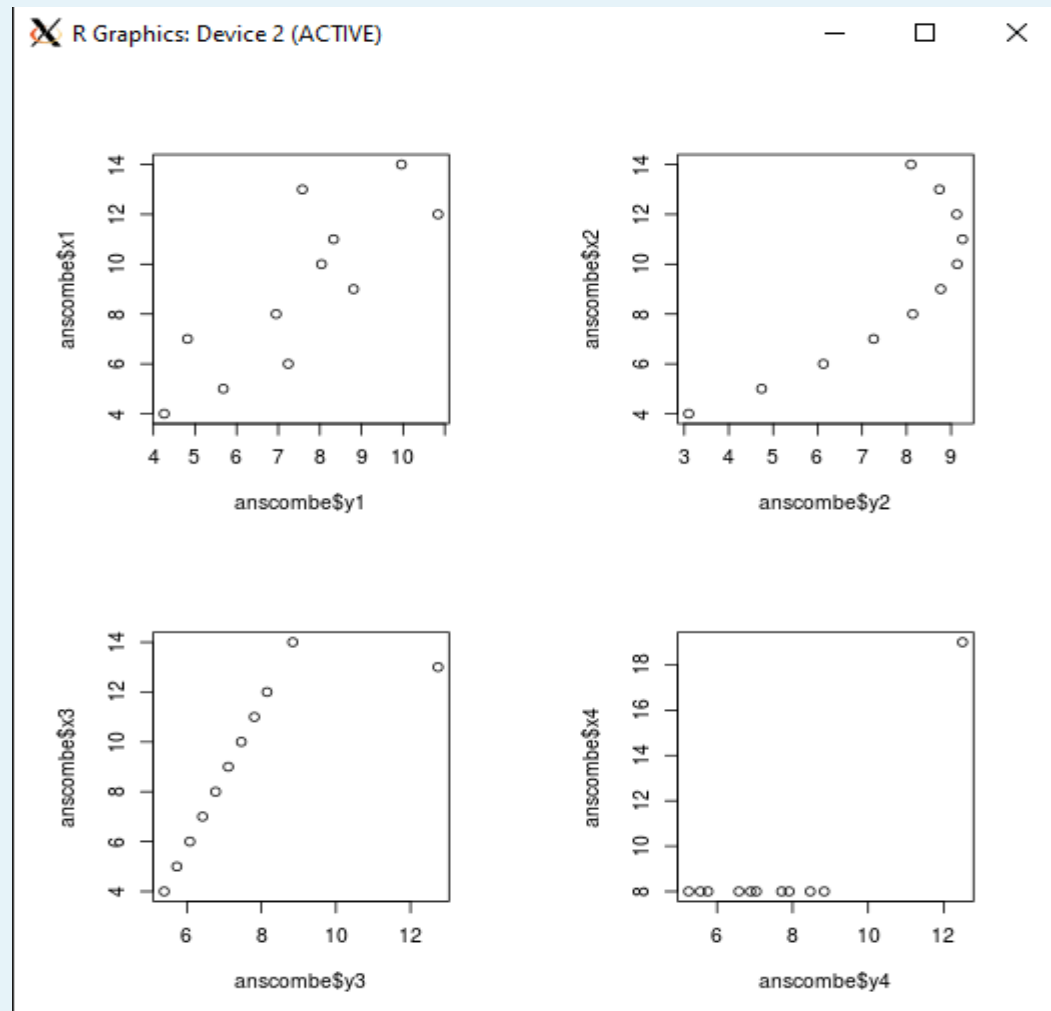 R Graphics: Device 2 (ACTIVE)
anscombe$x1
14
12
10
8
6
4
4 5 6 7 8 9 10
anscombe$y1
anscombe$x2
14
12
10
8
6
4
3 4 5 6 7 8 9
anscombe$y2
anscombe$x3
14
12
10
8
6
4
6 8 10 12
anscombe$y3
anscombe$x4
18
16
14
12
10
8
6 8 10 12
anscombe$y4